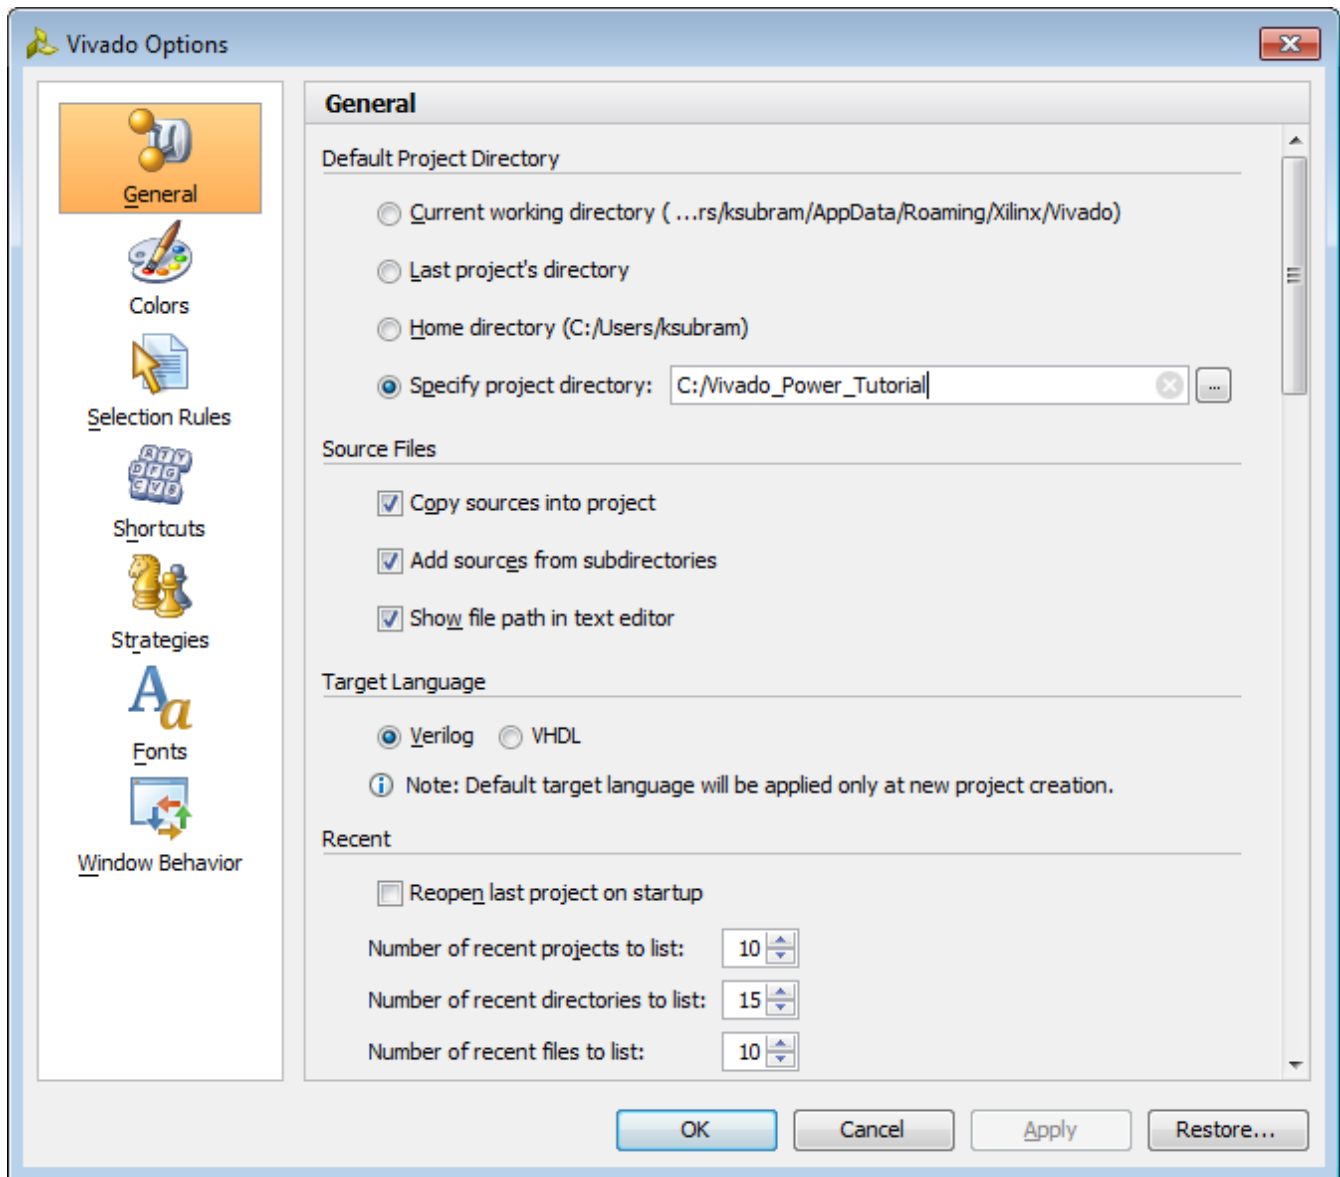 Vivado Options
General
Colors
Selection Rules
Shortcuts
Strategies
Fonts
Window Behavior
General
Default Project Directory
Current working directory ( ...rs/ksubram/AppData/Roaming/Xilinx/Vivado)
Last project's directory
Home directory (C:/Users/ksubram)
Specify project directory: C:/Vivado_Power_Tutorial ...
Source Files
Copy sources into project
Add sources from subdirectories
Show file path in text editor
Target Language
Verilog VHDL
Note: Default target language will be applied only at new project creation.
Recent
Reopen last project on startup
Number of recent projects to list: 10
Number of recent directories to list: 15
Number of recent files to list: 10
OK Cancel Apply Restore...